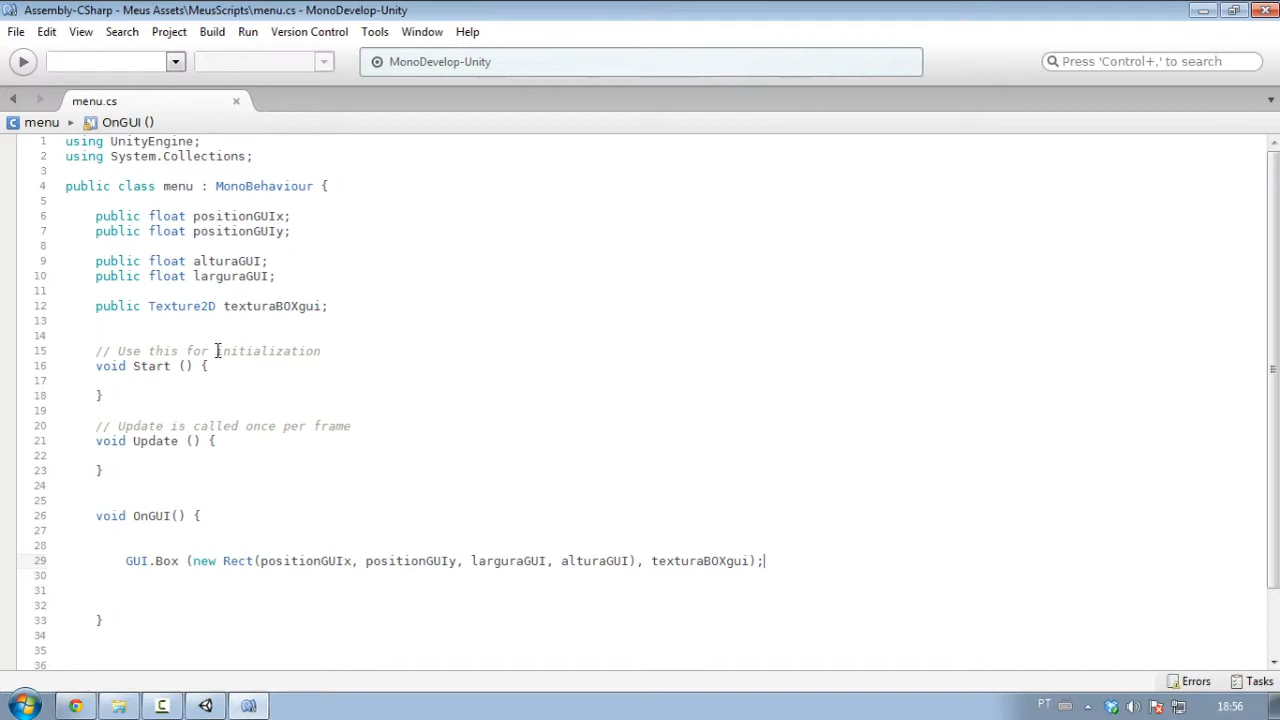 Assembly-CSharp - Meus Assets\MeusScripts\menu.cs - MonoDevelop-Unity
File Edit View Search Project Build Run Version Control Tools Window Help
MonoDevelop-Unity
Press 'Control+,' to search
menu.cs
menu OnGUI ()
1 using UnityEngine;
2 using System.Collections;
3
4 public class menu : MonoBehaviour {
5
6 public float positionGUIx;
7 public float positionGUIy;
8
9 public float alturaGUI;
10 public float larguraGUI;
11
12 public Texture2D texturaBOXgui;
13
14
15 // Use this for initialization
16 void Start () {
17
18 }
19
20 // Update is called once per frame
21 void Update () {
22
23 }
24
25
26 void OnGUI() {
27
28
29 GUI.Box (new Rect(positionGUIx, positionGUIy, larguraGUI, alturaGUI), texturaBOXgui);
30
31
32
33 }
34
35
36
Errors Tasks
PT 18:56